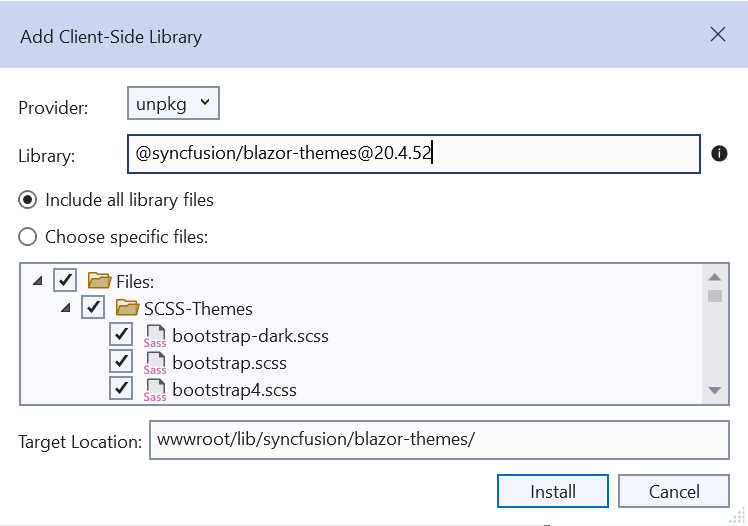 Add Client-Side Library
Provider: unpkg
Library: @syncfusion/blazor-themes@20.4.52
Include all library files
Choose specific files:
Files:
SCSS-Themes
Sass bootstrap-dark.scss
Sass bootstrap.scss
Sass bootstrap4.scss
Target Location: wwwroot/lib/syncfusion/blazor-themes/
Install Cancel